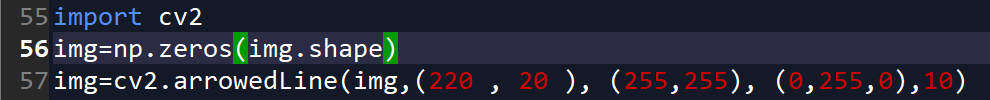 55 import cv2
56 img=np.zeros(img.shape)
57 img=cv2.arrowedLine(img,(220 , 20 ), (255,255), (0,255,0),10)